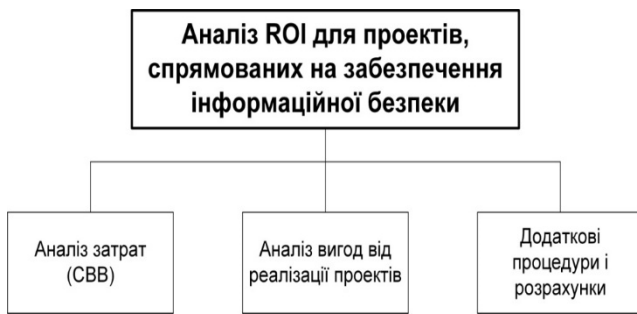 Аналіз ROI для проектів,
спрямованих на забезпечення
інформаційної безпеки
Аналіз затрат
(СВВ)
Аналіз вигод від
реалізації проектів
Додаткові
процедури і
розрахунки